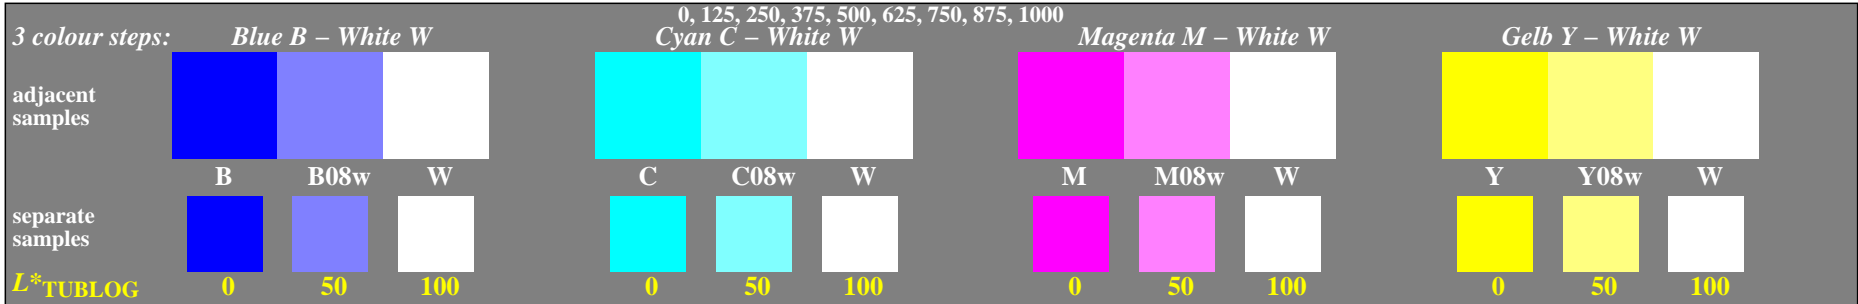 0, 125, 250, 375, 500, 625, 750, 875, 1000
3 colour steps: Blue B – White W Cyan C – White W Magenta M – White W Gelb Y – White W
adjacent
samples
B B08w W C C08w W M M08w W Y Y08w W
separate
samples
L*TUBLOG 0 50 100 0 50 100 0 50 100 0 50 100